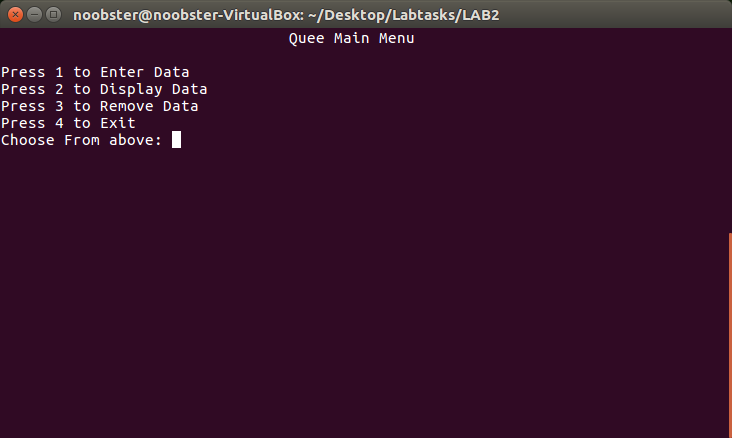 noobster@noobster-VirtualBox: ~/Desktop/Labtasks/LAB2
Quee Main Menu
Press 1 to Enter Data
Press 2 to Display Data
Press 3 to Remove Data
Press 4 to Exit
Choose From above: